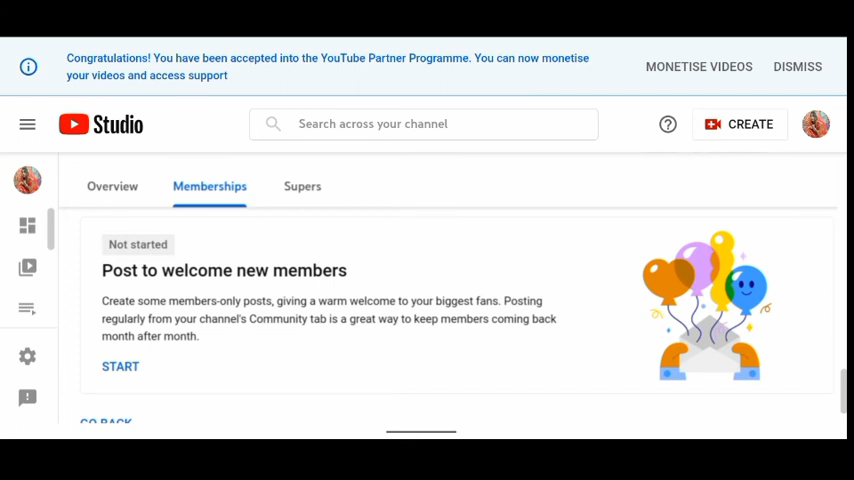 Congratulations! You have been accepted into the YouTube Partner Programme. You can now monetise
your videos and access support
MONETISE VIDEOS
DISMISS
Studio
Search across your channel
CREATE
Overview
Memberships
Supers
Not started
Post to welcome new members
Create some members-only posts, giving a warm welcome to your biggest fans. Posting
regularly from your channel's Community tab is a great way to keep members coming back
month after month.
START
GO BACK